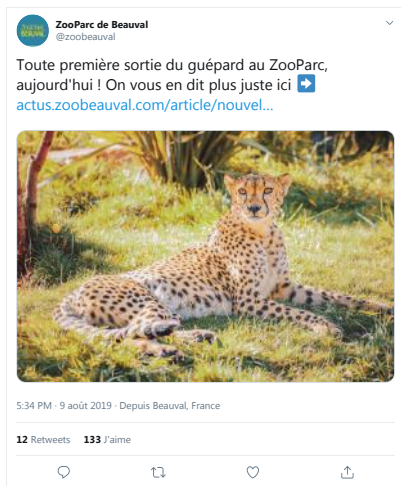 ZooParc de Beauval
@zoobeauval
Toute première sortie du guépard au ZooParc,
aujourd'hui ! On vous en dit plus juste ici ➡
actus.zoobeauval.com/article/nouvel...
5:34 PM · 9 août 2019 · Depuis Beauval, France
12 Retweets 133 J'aime